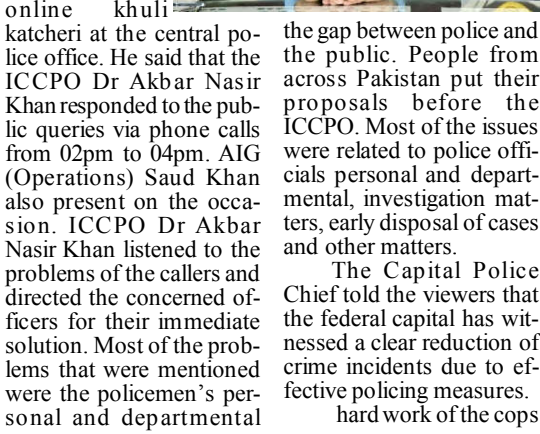 online khuli
katcheri at the central po-
lice office. He said that the
ICCPO Dr Akbar Nasir
Khan responded to the pub-
lic queries via phone calls
from 02pm to 04pm. AIG
(Operations) Saud Khan
also present on the occa-
sion. ICCPO Dr Akbar
Nasir Khan listened to the
problems of the callers and
directed the concerned of-
ficers for their immediate
solution. Most of the prob-
lems that were mentioned
were the policemen's per-
sonal and departmental
the gap between police and
the public. People from
across Pakistan put their
proposals before the
ICCPO. Most of the issues
were related to police offi-
cials personal and depart-
mental, investigation mat-
ters, early disposal of cases
and other matters.
The Capital Police
Chief told the viewers that
the federal capital has wit-
nessed a clear reduction of
crime incidents due to ef-
fective policing measures.
hard work of the cops